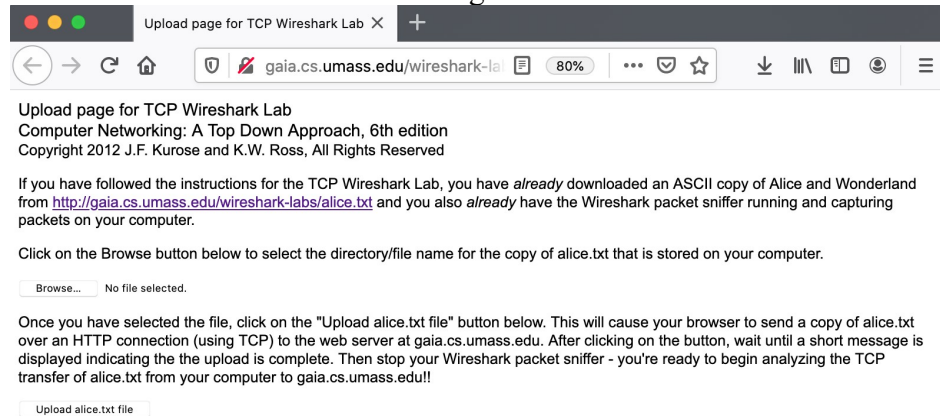 Upload page for TCP Wireshark Lab
gaia.cs.umass.edu/wireshark-la
80%
Upload page for TCP Wireshark Lab
Computer Networking: A Top Down Approach, 6th edition
Copyright 2012 J.F. Kurose and K.W. Ross, All Rights Reserved
If you have followed the instructions for the TCP Wireshark Lab, you have already downloaded an ASCII copy of Alice and Wonderland
from http://gaia.cs.umass.edu/wireshark-labs/alice.txt and you also already have the Wireshark packet sniffer running and capturing
packets on your computer.
Click on the Browse button below to select the directory/file name for the copy of alice.txt that is stored on your computer.
Browse... No file selected.
Once you have selected the file, click on the "Upload alice.txt file" button below. This will cause your browser to send a copy of alice.txt
over an HTTP connection (using TCP) to the web server at gaia.cs.umass.edu. After clicking on the button, wait until a short message is
displayed indicating the the upload is complete. Then stop your Wireshark packet sniffer - you're ready to begin analyzing the TCP
transfer of alice.txt from your computer to gaia.cs.umass.edu!!
Upload alice.txt file